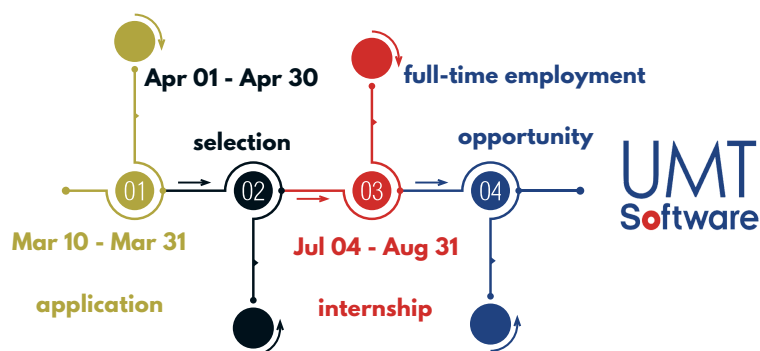 Apr 01 - Apr 30
selection
full-time employment
opportunity
01
02
03
04
Mar 10 - Mar 31
application
Jul 04 - Aug 31
internship
UMT
Software